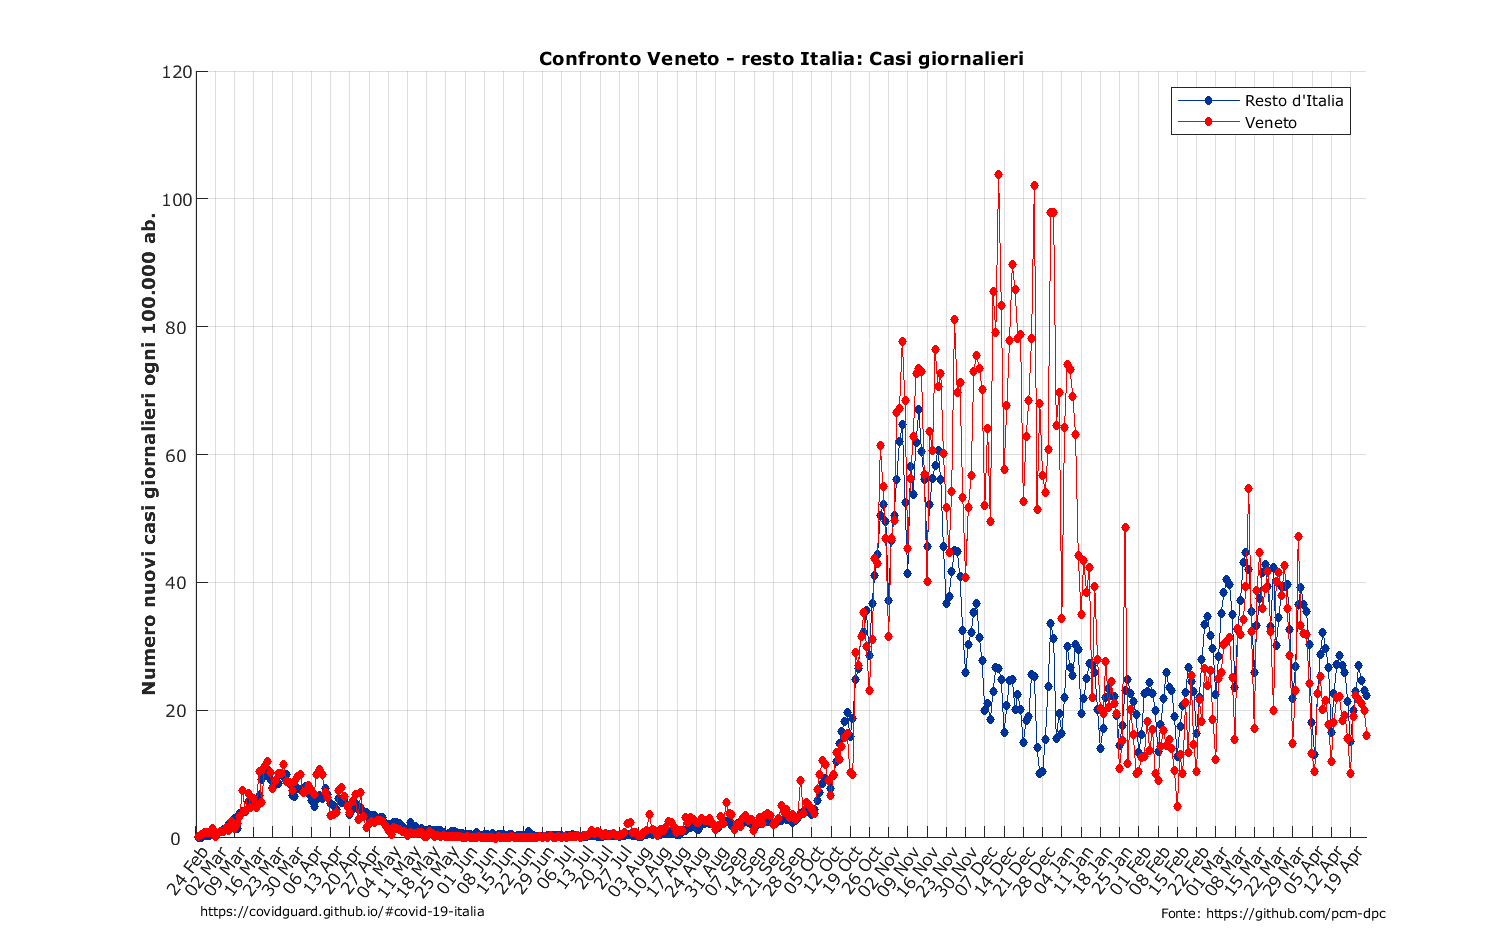 Confronto Veneto - resto Italia: Casi giornalieri
Resto d'Italia
Veneto
Numero nuovi casi giornalieri ogni 100.000 ab.
120
100
80
60
40
20
0
24 Feb
02 Mar
09 Mar
16 Mar
23 Mar
30 Mar
06 Apr
13 Apr
20 Apr
27 Apr
04 May
11 May
18 May
25 May
01 Jun
08 Jun
15 Jun
22 Jun
29 Jun
06 Jul
13 Jul
20 Jul
27 Jul
03 Aug
10 Aug
17 Aug
24 Aug
31 Aug
07 Sep
14 Sep
21 Sep
28 Sep
05 Oct
12 Oct
19 Oct
26 Oct
02 Nov
09 Nov
16 Nov
23 Nov
30 Nov
07 Dec
14 Dec
21 Dec
28 Dec
04 Jan
11 Jan
18 Jan
25 Jan
01 Feb
08 Feb
15 Feb
22 Feb
01 Mar
08 Mar
15 Mar
22 Mar
29 Mar
05 Apr
12 Apr
19 Apr
https://covidguard.github.io/#covid-19-italia
Fonte: https://github.com/pcm-dpc